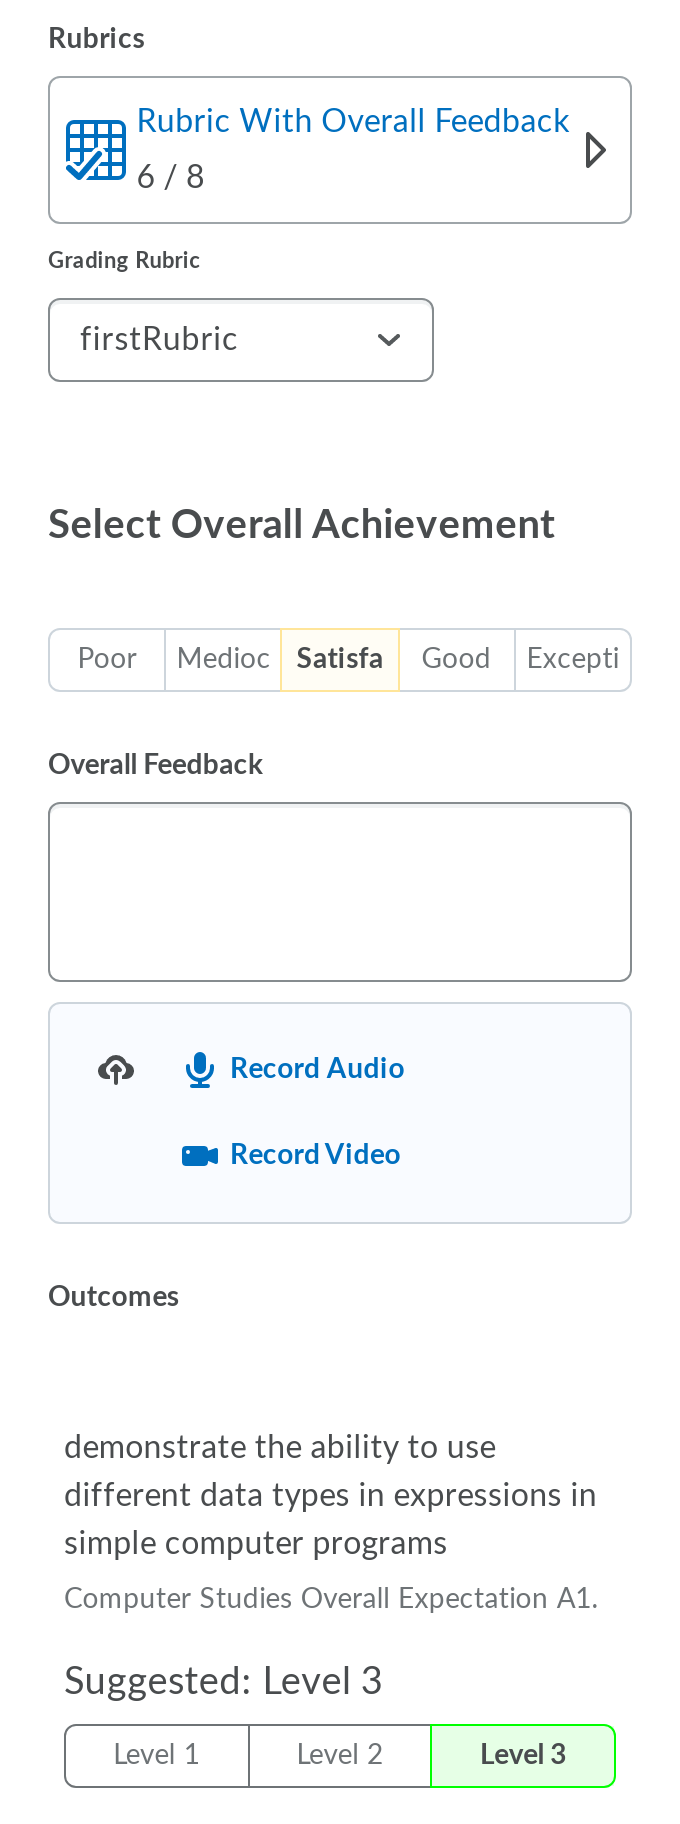 Rubrics
Rubric With Overall Feedback
6 / 8
Grading Rubric
firstRubric
Select Overall Achievement
Poor Medioc Satisfa Good Excepti
Overall Feedback
Record Audio
Record Video
Outcomes
demonstrate the ability to use
different data types in expressions in
simple computer programs
Computer Studies Overall Expectation A1.
Suggested: Level 3
Level 1 Level 2 Level 3